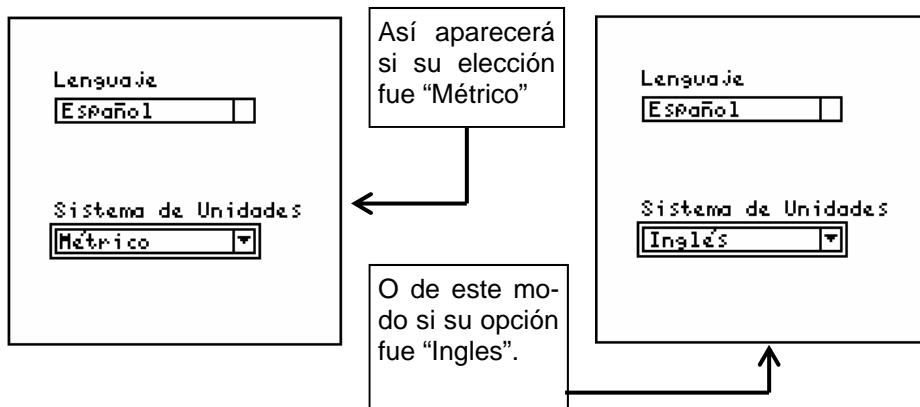 Lenguaje
Español
Sistema de Unidades
Métrico
Así aparecerá
si su elección
fue “Métrico”
O de este mo-
do si su opción
fue “Ingles”.
Lenguaje
Español
Sistema de Unidades
Inglés